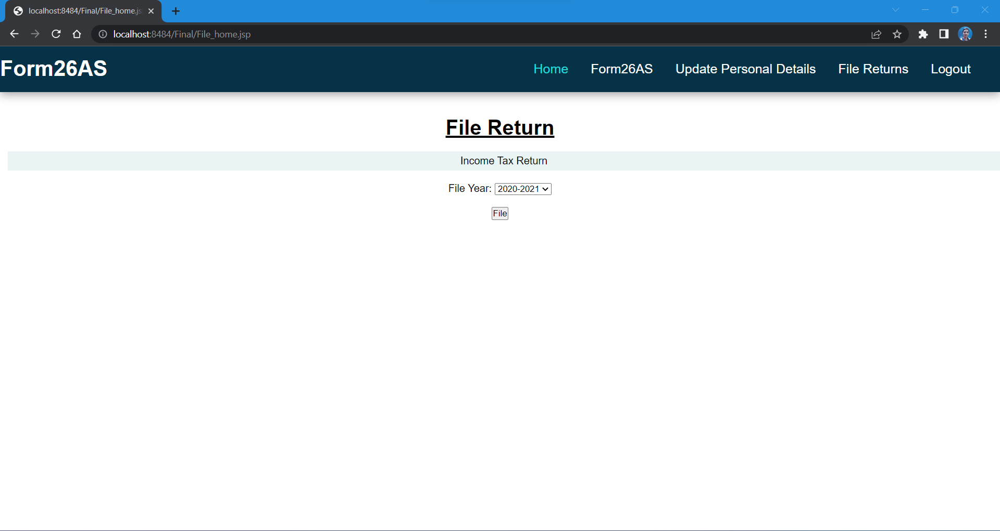 localhost:8484/Final/File_home.js
localhost:8484/Final/File_home.jsp
Form26AS
Home Form26AS Update Personal Details File Returns Logout
File Return
Income Tax Return
File Year: 2020-2021
File